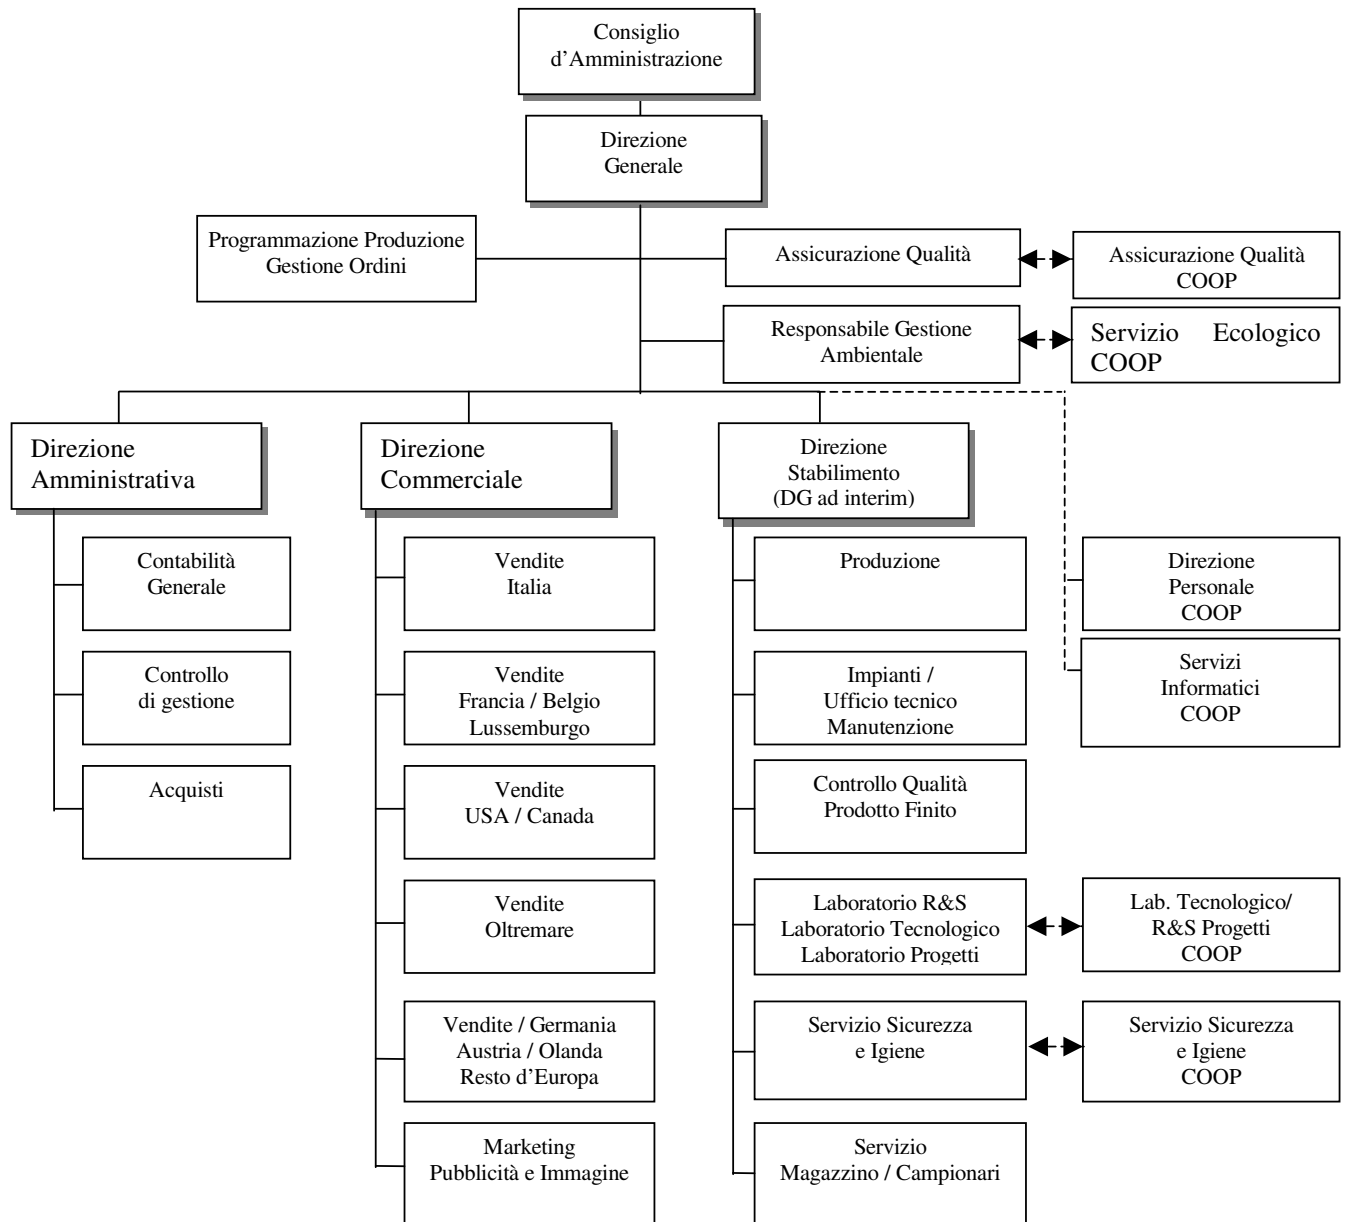 Consiglio
d’Amministrazione
Direzione
Generale
Programmazione Produzione
Gestione Ordini
Assicurazione Qualità
Assicurazione Qualità
COOP
Responsabile Gestione
Ambientale
Servizio Ecologico
COOP
Direzione
Amministrativa
Direzione
Commerciale
Direzione
Stabilimento
(DG ad interim)
Contabilità
Generale
Vendite
Italia
Produzione
Direzione
Personale
COOP
Controllo
di gestione
Vendite
Francia / Belgio
Lussemburgo
Impianti /
Ufficio tecnico
Manutenzione
Servizi
Informatici
COOP
Acquisti
Vendite
USA / Canada
Controllo Qualità
Prodotto Finito
Vendite
Oltremare
Laboratorio R&S
Laboratorio Tecnologico
Laboratorio Progetti
Lab. Tecnologico/
R&S Progetti
COOP
Vendite / Germania
Austria / Olanda
Resto d’Europa
Servizio Sicurezza
e Igiene
Servizio Sicurezza
e Igiene
COOP
Marketing
Pubblicità e Immagine
Servizio
Magazzino / Campionari